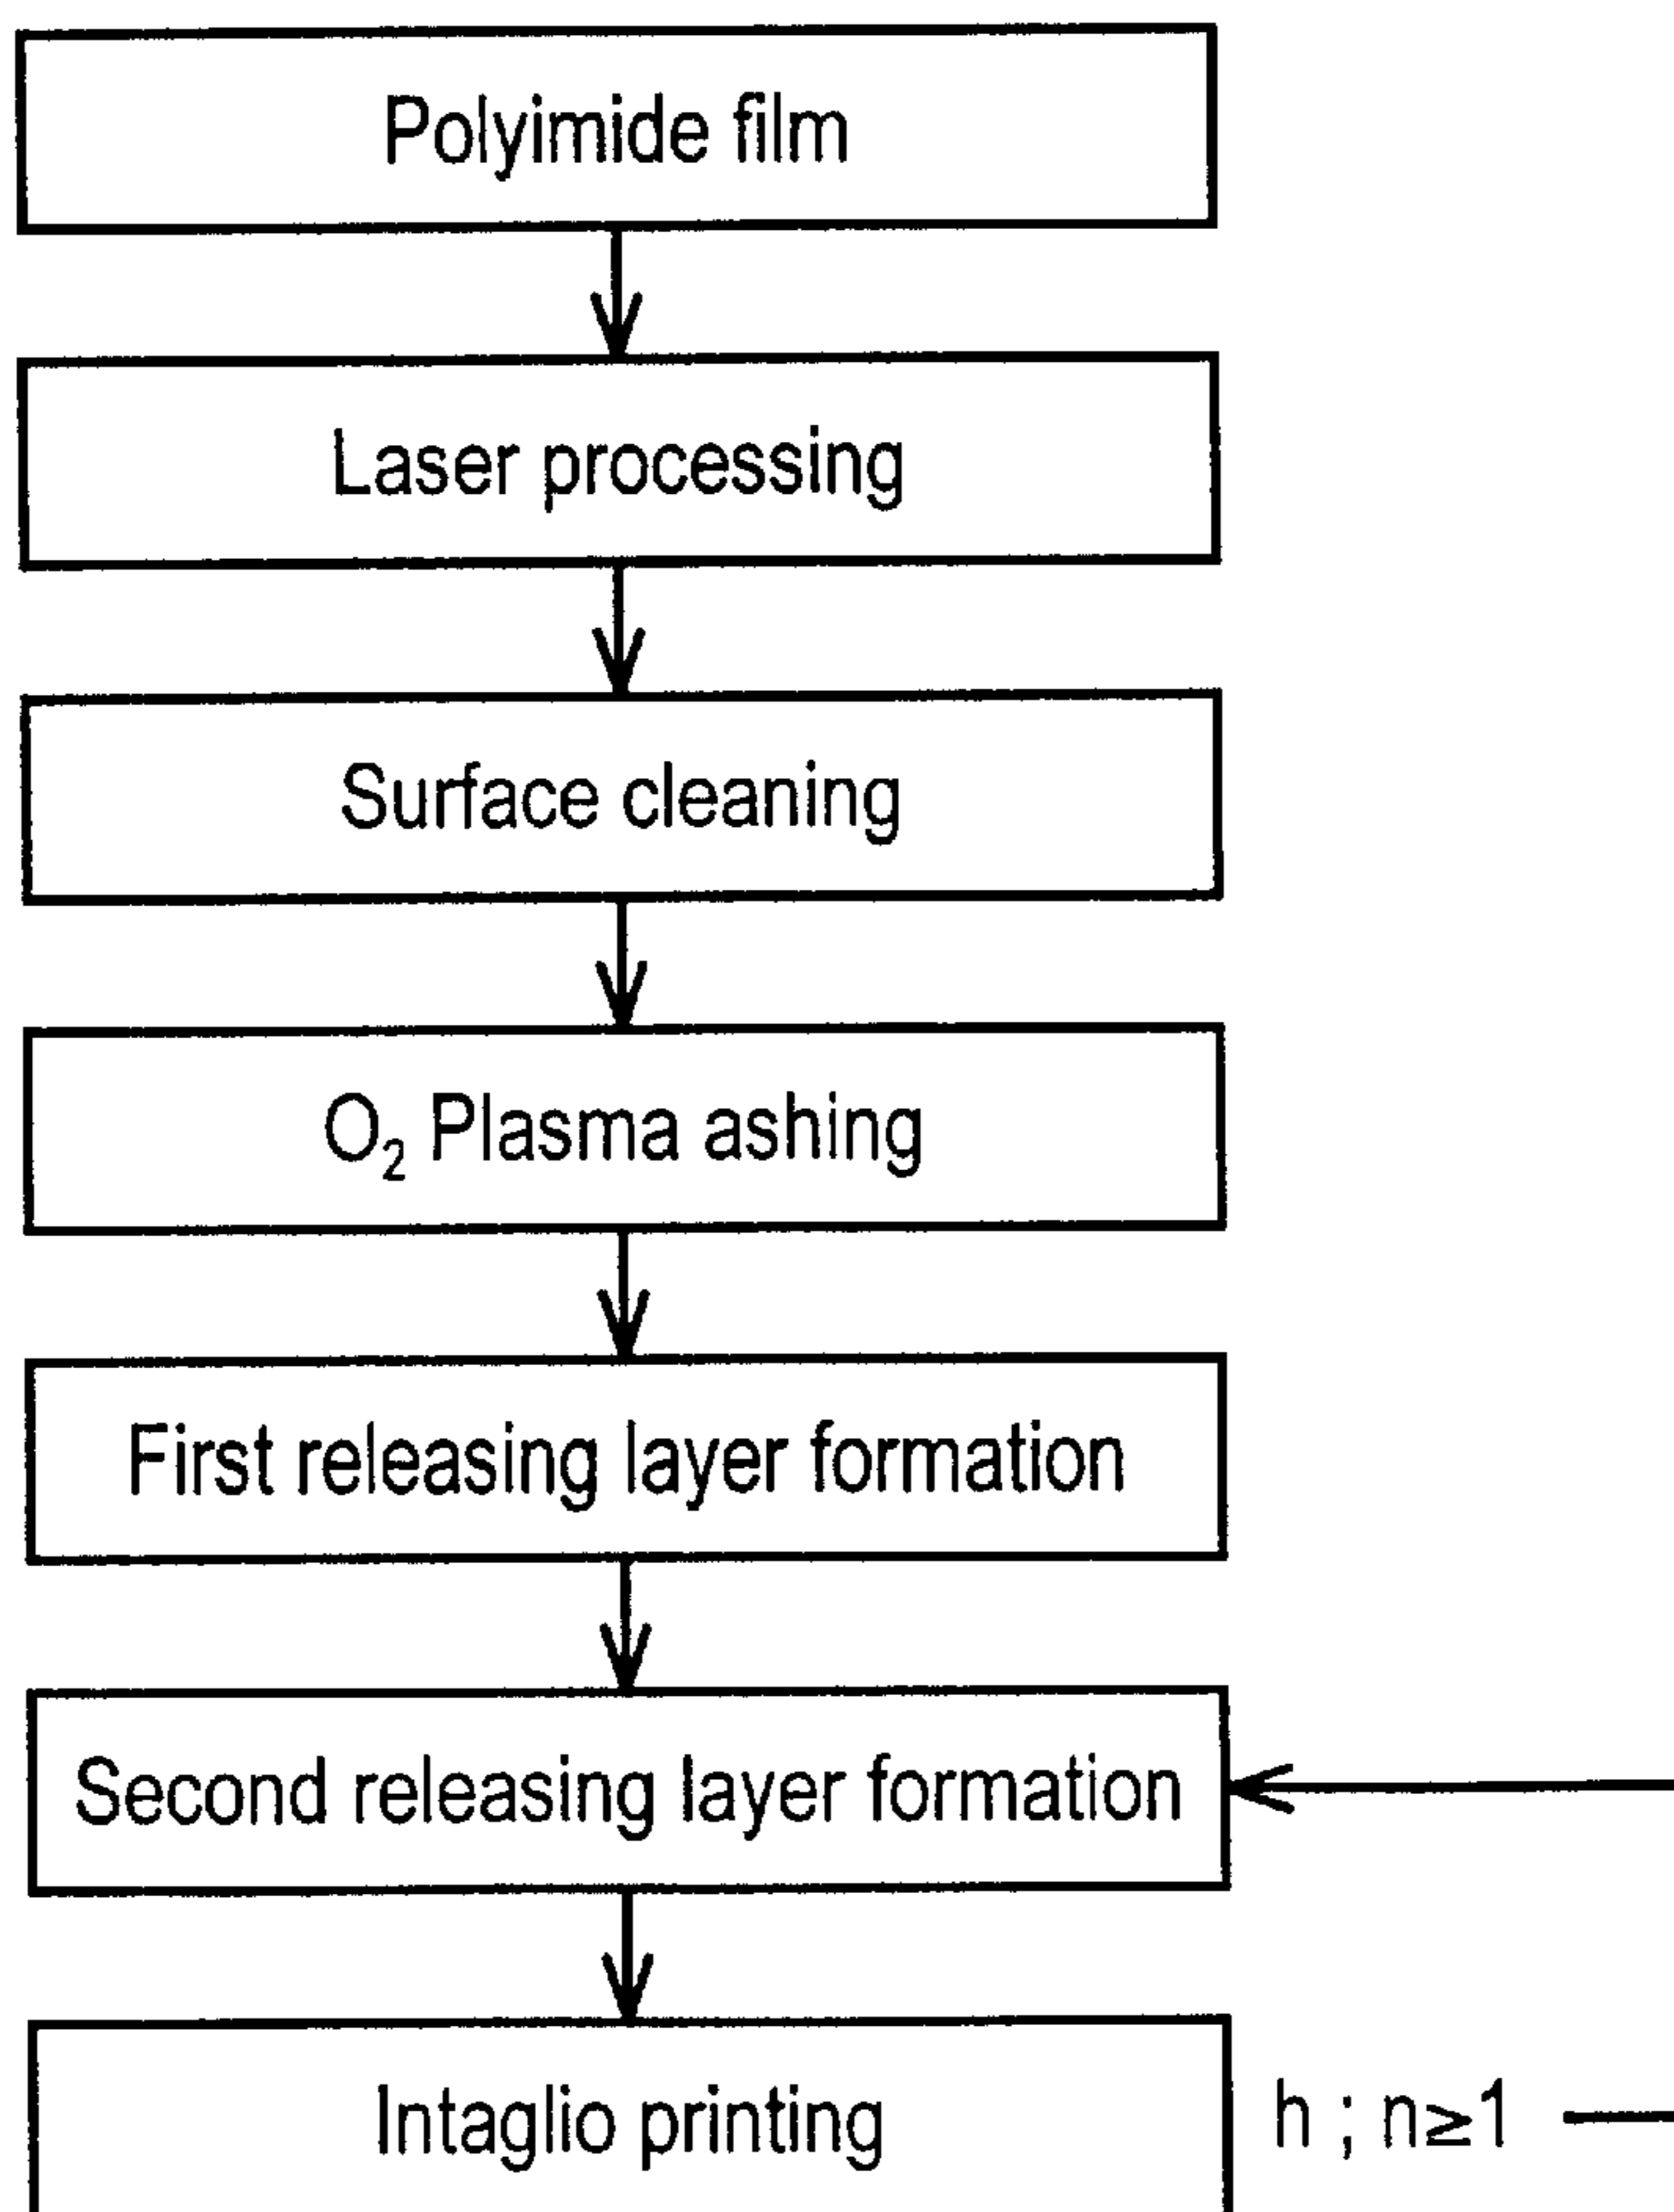 Polyimide film
Laser processing
Surface cleaning
O₂ Plasma ashing
First releasing layer formation
Second releasing layer formation
Intaglio printing
h ; n≥1